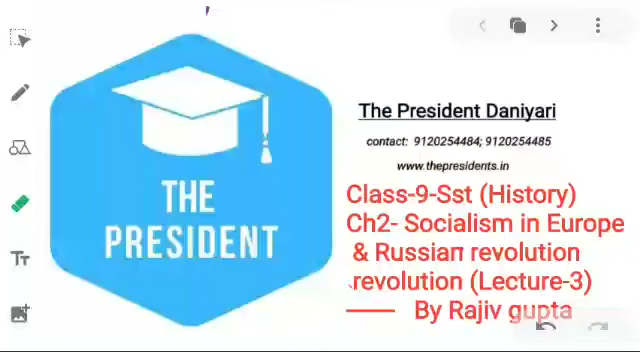 The President Daniyari
contact: 9120254484; 9120254485
www.thepresidents.in
THE
PRESIDENT
Class-9-Sst (History)
Ch2- Socialism in Europe
& Russian revolution
.revolution (Lecture-3)
By Rajiv gupta
Tт